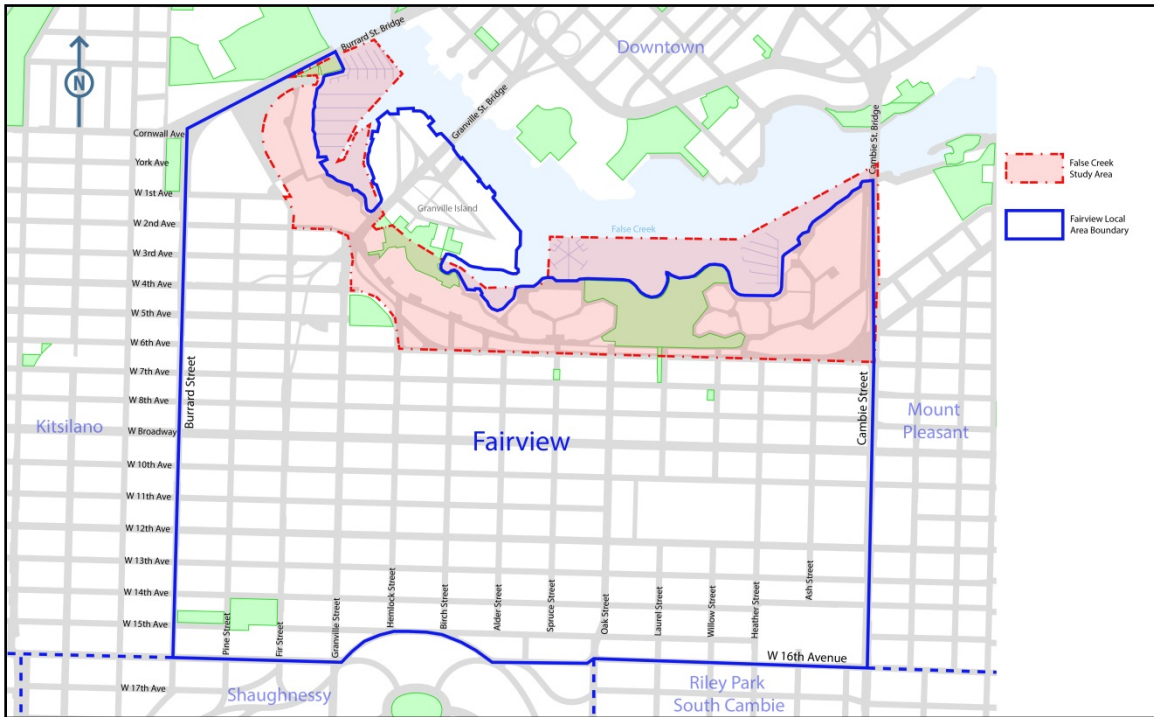 Burrard St. Bridge
Downtown
N
Granville St. Bridge
Cambie St. Bridge
Cornwall Ave
York Ave
W 1st Ave
W 2nd Ave
W 3rd Ave
W 4th Ave
W 5th Ave
W 6th Ave
W 7th Ave
W 8th Ave
W Broadway
W 10th Ave
W 11th Ave
W 12th Ave
W 13th Ave
W 14th Ave
W 15th Ave
W 17th Ave
Granville Island
False Creek
False Creek
Study Area
Fairview Local
Area Boundary
Kitsilano
Burrard Street
Fairview
Cambie Street
Mount
Pleasant
Pine Street
Fir Street
Granville Street
Hemlock Street
Birch Street
Alder Street
Spruce Street
Oak Street
Laurel Street
Willow Street
Heather Street
Ash Street
W 16th Avenue
Shaughnessy
Riley Park
South Cambie